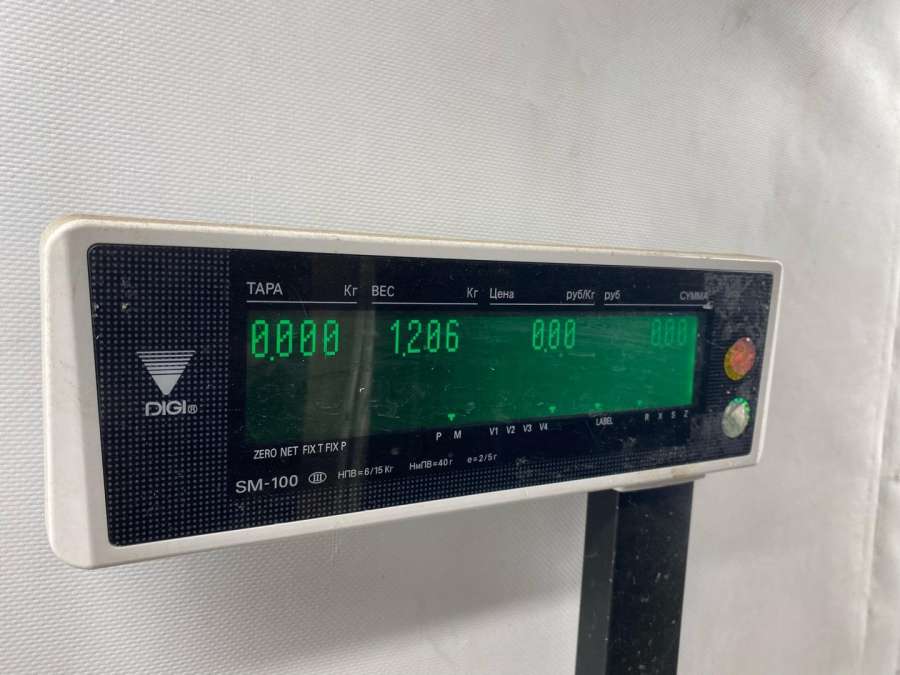 ТАРА Кг ВЕС Кг Цена руб/Кг руб СУММА
0,000 1,206 0,00 0,00
P M V1 V2 V3 V4 LABEL R X S Z
ZERO NET FIX T FIX P
DIGI®
SM-100 III НПВ=6/15 Кг НмПВ=40 г e=2/5 г